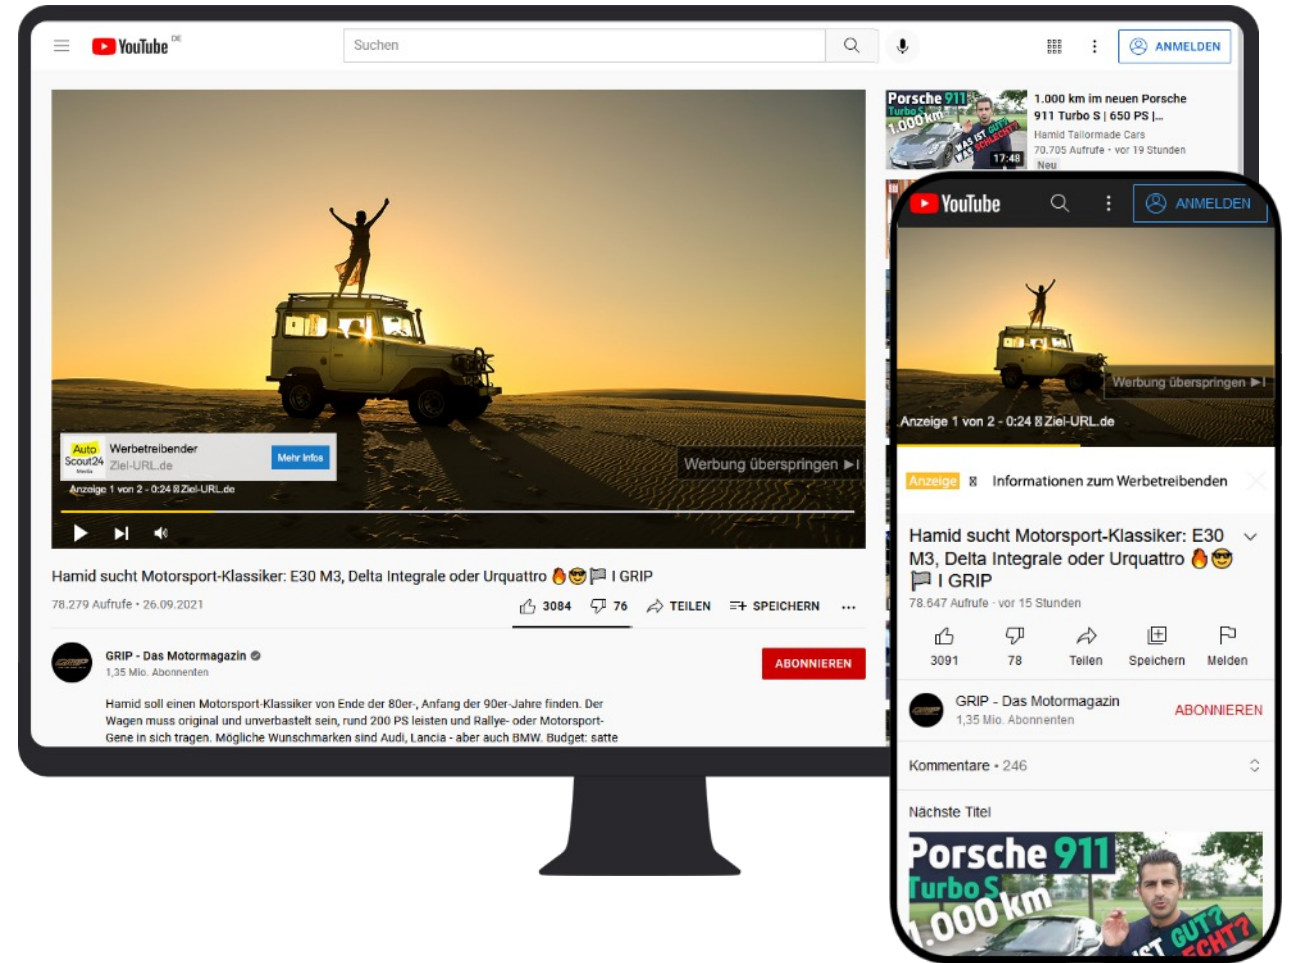 YouTube DE
Suchen
ANMELDEN
Porsche 911
Turbo S
1.000 km
WAS IST GUT?
WAS SCHLECHT?
17:48
1.000 km im neuen Porsche
911 Turbo S | 650 PS |...
Hamid Tailormade Cars
70.705 Aufrufe • vor 19 Stunden
Neu
Auto
Scout24
Media
Werbetreibender
Ziel-URL.de
Mehr Infos
Anzeige 1 von 2 - 0:24 Ziel-URL.de
Werbung überspringen
Hamid sucht Motorsport-Klassiker: E30 M3, Delta Integrale oder Urquattro 🔥😎🏁 I GRIP
78.279 Aufrufe • 26.09.2021
3084
76
TEILEN
SPEICHERN
GRIP - Das Motormagazin
1,35 Mio. Abonnenten
ABONNIEREN
Hamid soll einen Motorsport-Klassiker von Ende der 80er-, Anfang der 90er-Jahre finden. Der
Wagen muss original und unverbastelt sein, rund 200 PS leisten und Rallye- oder Motorsport-
Gene in sich tragen. Mögliche Wunschmarken sind Audi, Lancia - aber auch BMW. Budget: satte
YouTube
ANMELDEN
Werbung überspringen
Anzeige 1 von 2 - 0:24 Ziel-URL.de
Anzeige
Informationen zum Werbetreibenden
Hamid sucht Motorsport-Klassiker: E30
M3, Delta Integrale oder Urquattro 🔥😎
🏁 I GRIP
78.647 Aufrufe · vor 15 Stunden
3091
78
Teilen
Speichern
Melden
GRIP - Das Motormagazin
1,35 Mio. Abonnenten
ABONNIEREN
Kommentare • 246
Nächste Titel
Porsche 911
Turbo S
1.000 km
IST GUT?